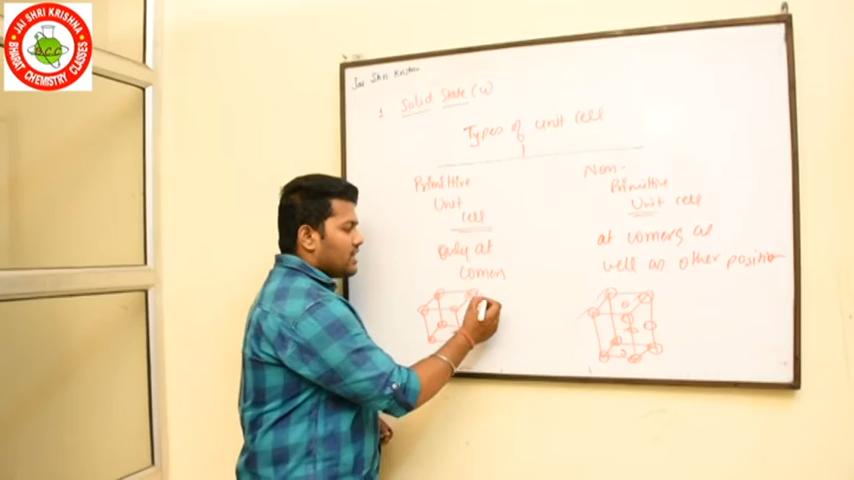 JAI SHRI KRISHNA
B.C.C
BHARAT CHEMISTRY CLASSES
Jai Shri Krishna
1 Solid State (u)
Types of unit cell
Primitive
Unit
cell
only at
corners
Non-
Primitive
Unit cell
at corners as
well as other position